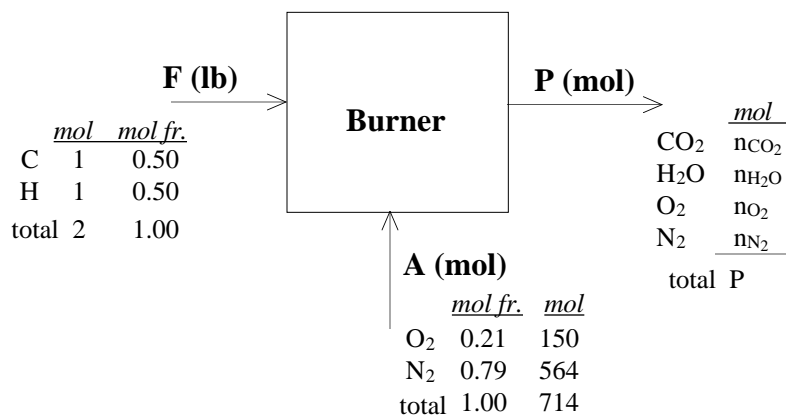 F (lb)
mol mol fr.
C 1 0.50
H 1 0.50
total 2 1.00
Burner
P (mol)
mol
CO₂ nCO₂
H₂O nH₂O
O₂ nO₂
N₂ nN₂
total P
A (mol)
mol fr. mol
O₂ 0.21 150
N₂ 0.79 564
total 1.00 714